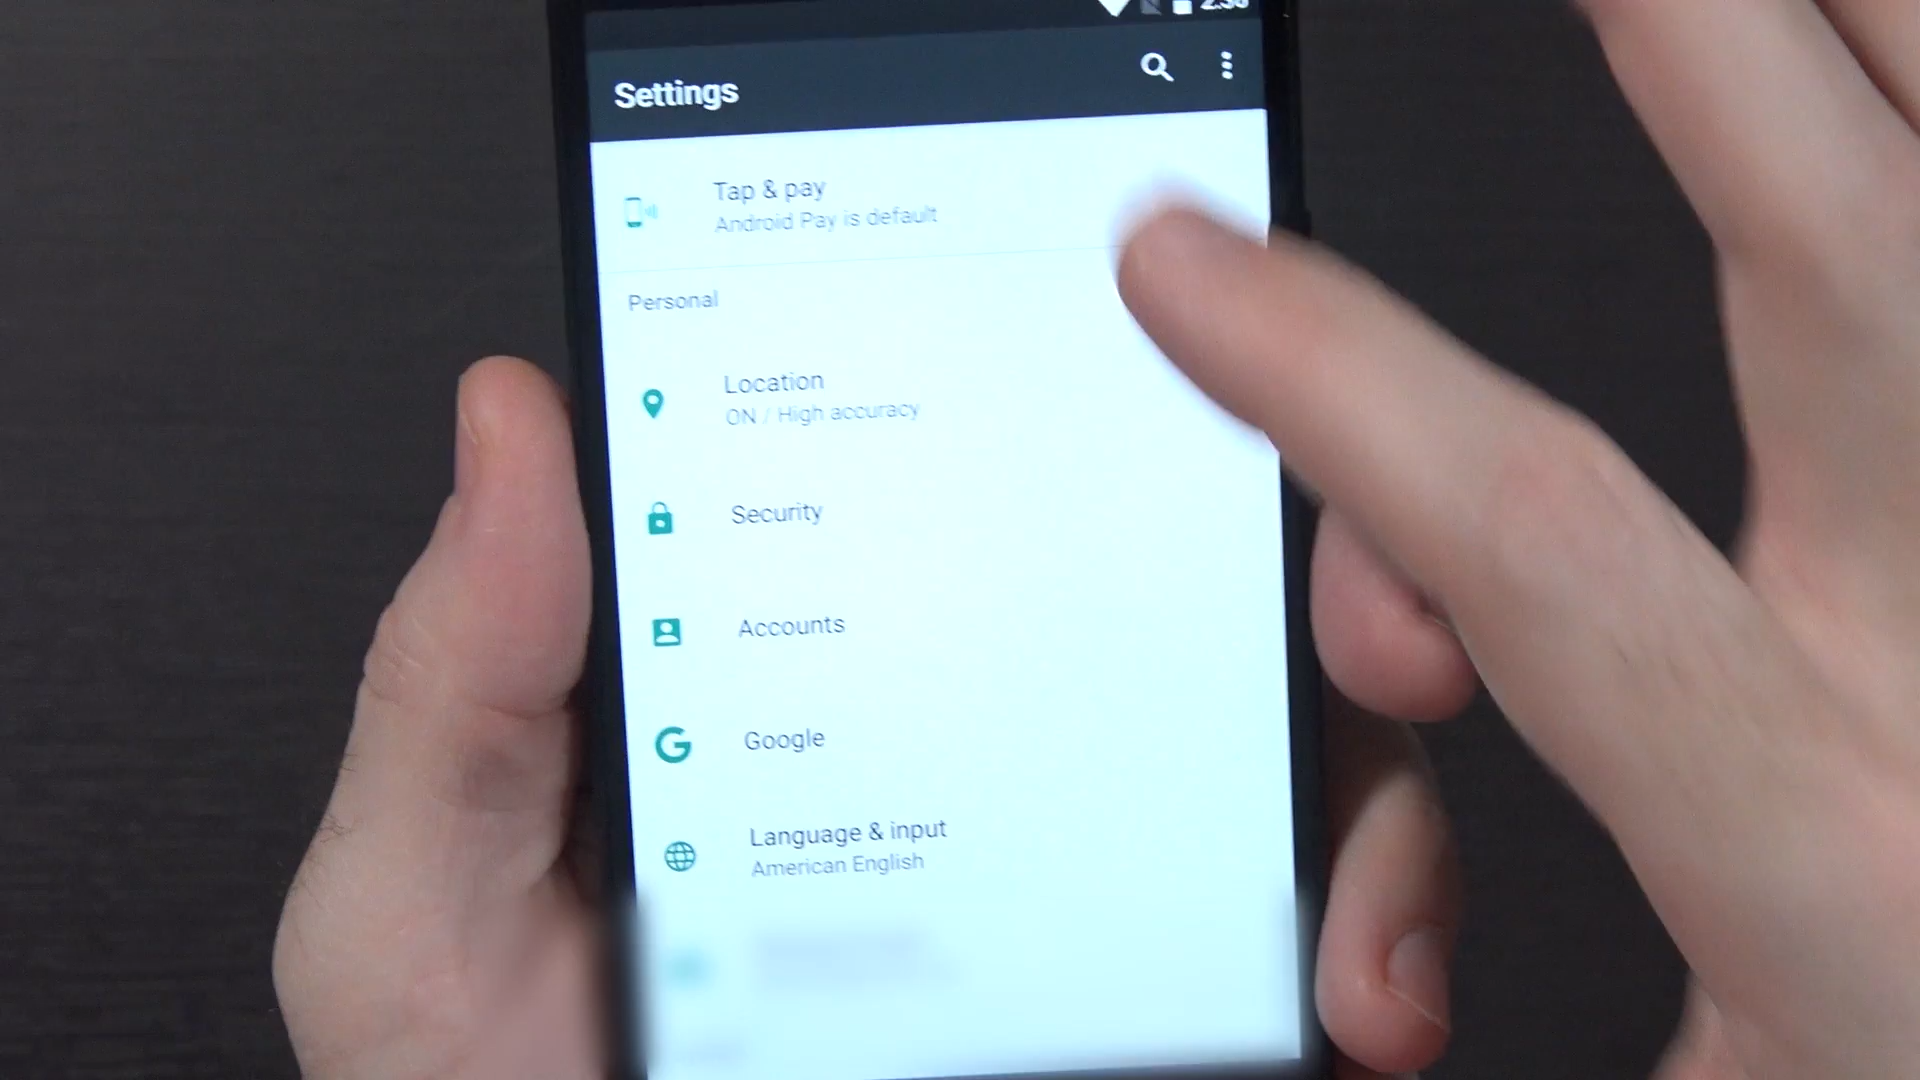 Settings
Tap & pay
Android Pay is default
Personal
Location
ON / High accuracy
Security
Accounts
Google
Language & input
American English